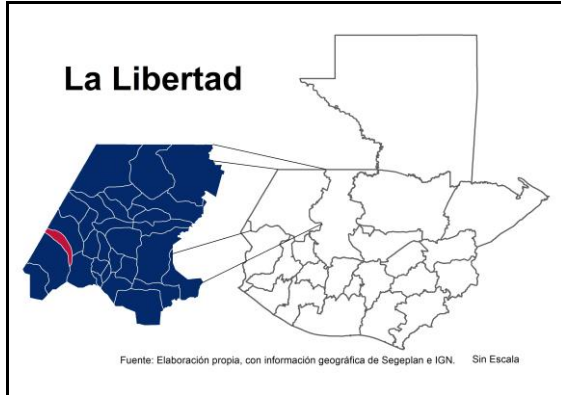 La Libertad
Fuente: Elaboración propia, con información geográfica de Segeplan e IGN. Sin Escala